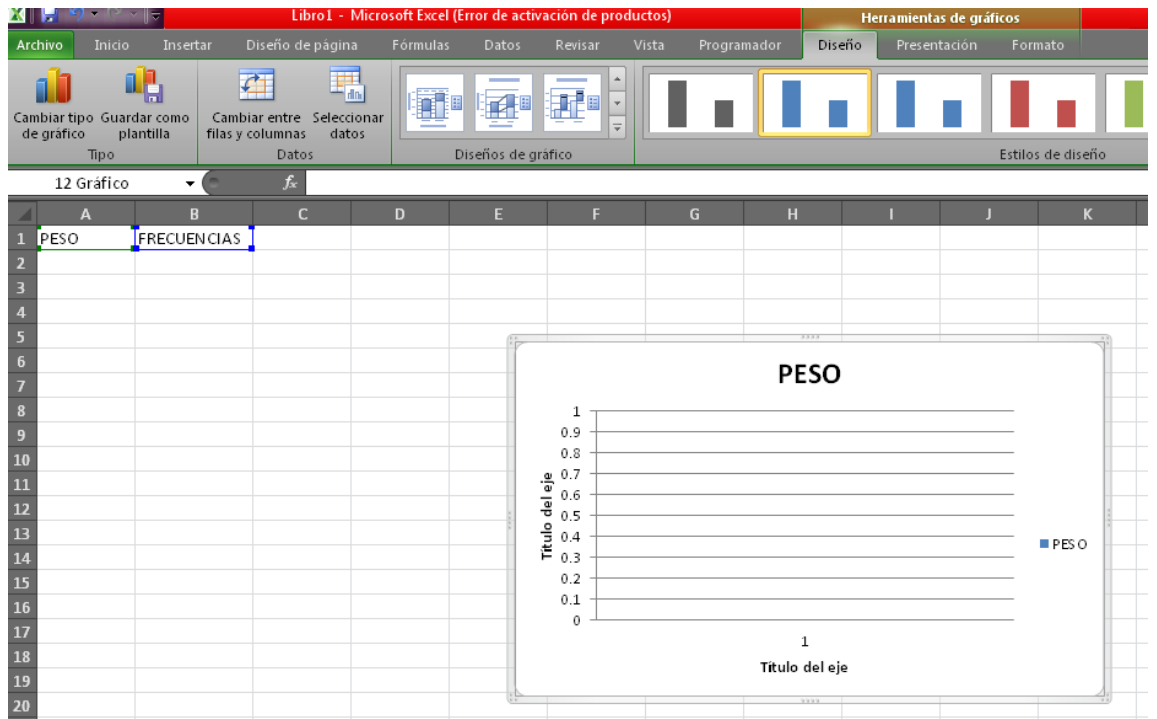 Libro1 - Microsoft Excel (Error de activación de productos)
Herramientas de gráficos
Archivo Inicio Insertar Diseño de página Fórmulas Datos Revisar Vista Programador Diseño Presentación Formato
Cambiar tipo de gráfico
Guardar como plantilla
Cambiar entre filas y columnas
Seleccionar datos
Tipo Datos Diseños de gráfico Estilos de diseño
12 Gráfico fx
A B C D E F G H I J K
1 PESO FRECUENCIAS
2
3
4
5
6
7
8
9
10
11
12
13
14
15
16
17
18
19
20
PESO
1
0.9
0.8
0.7
0.6
0.5
0.4
0.3
0.2
0.1
0
Título del eje
PESO
1
Título del eje